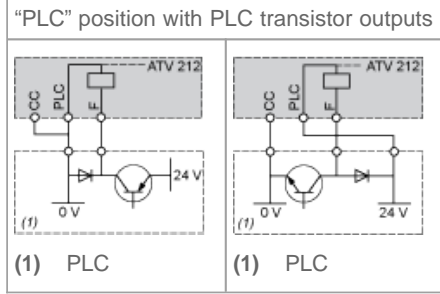 “PLC” position with PLC transistor outputs
ATV 212
CC
PLC
F
24 V
0 V
(1)
ATV 212
CC
PLC
F
0 V
24 V
(1)
(1) PLC
(1) PLC